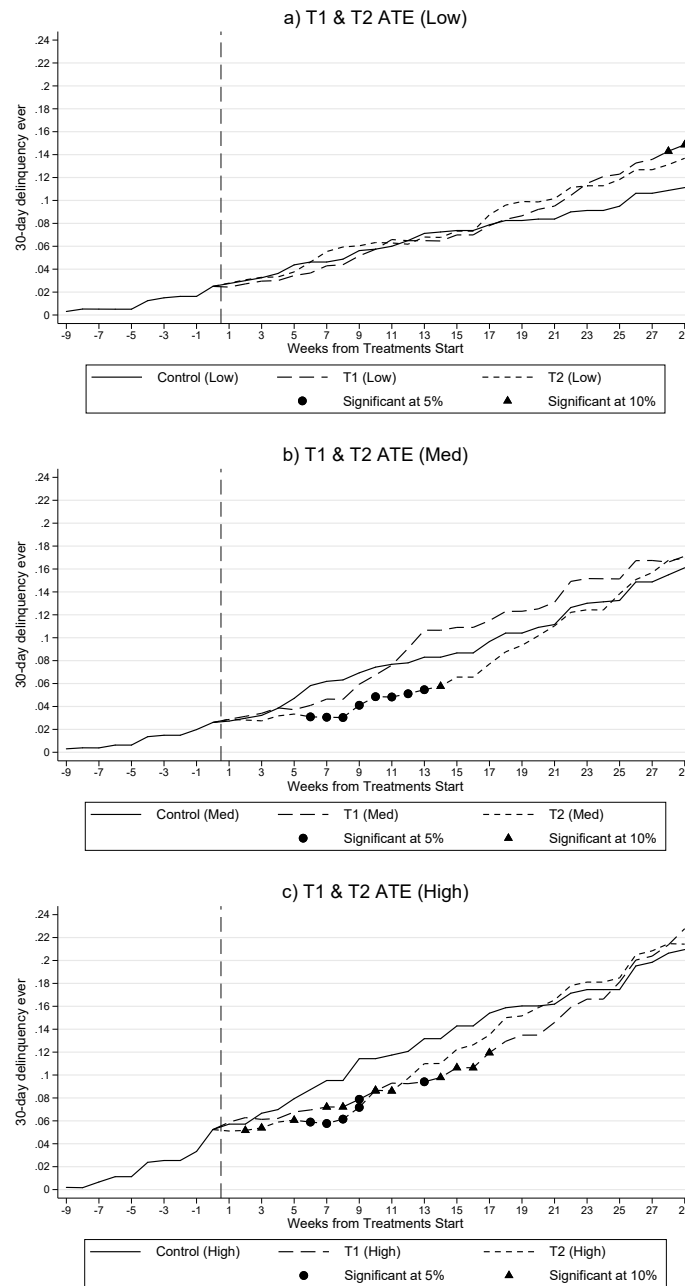 a) T1 & T2 ATE (Low)
30-day delinquency ever
.24
.22
.2
.18
.16
.14
.12
.1
.08
.06
.04
.02
0
-9 -7 -5 -3 -1 1 3 5 7 9 11 13 15 17 19 21 23 25 27 29
Weeks from Treatments Start
Control (Low) T1 (Low) T2 (Low)
Significant at 5% Significant at 10%
b) T1 & T2 ATE (Med)
30-day delinquency ever
.24
.22
.2
.18
.16
.14
.12
.1
.08
.06
.04
.02
0
-9 -7 -5 -3 -1 1 3 5 7 9 11 13 15 17 19 21 23 25 27
Weeks from Treatments Start
Control (Med) T1 (Med) T2 (Med)
Significant at 5% Significant at 10%
c) T1 & T2 ATE (High)
30-day delinquency ever
.24
.22
.2
.18
.16
.14
.12
.1
.08
.06
.04
.02
0
-9 -7 -5 -3 -1 1 3 5 7 9 11 13 15 17 19 21 23 25 27
Weeks from Treatments Start
Control (High) T1 (High) T2 (High)
Significant at 5% Significant at 10%